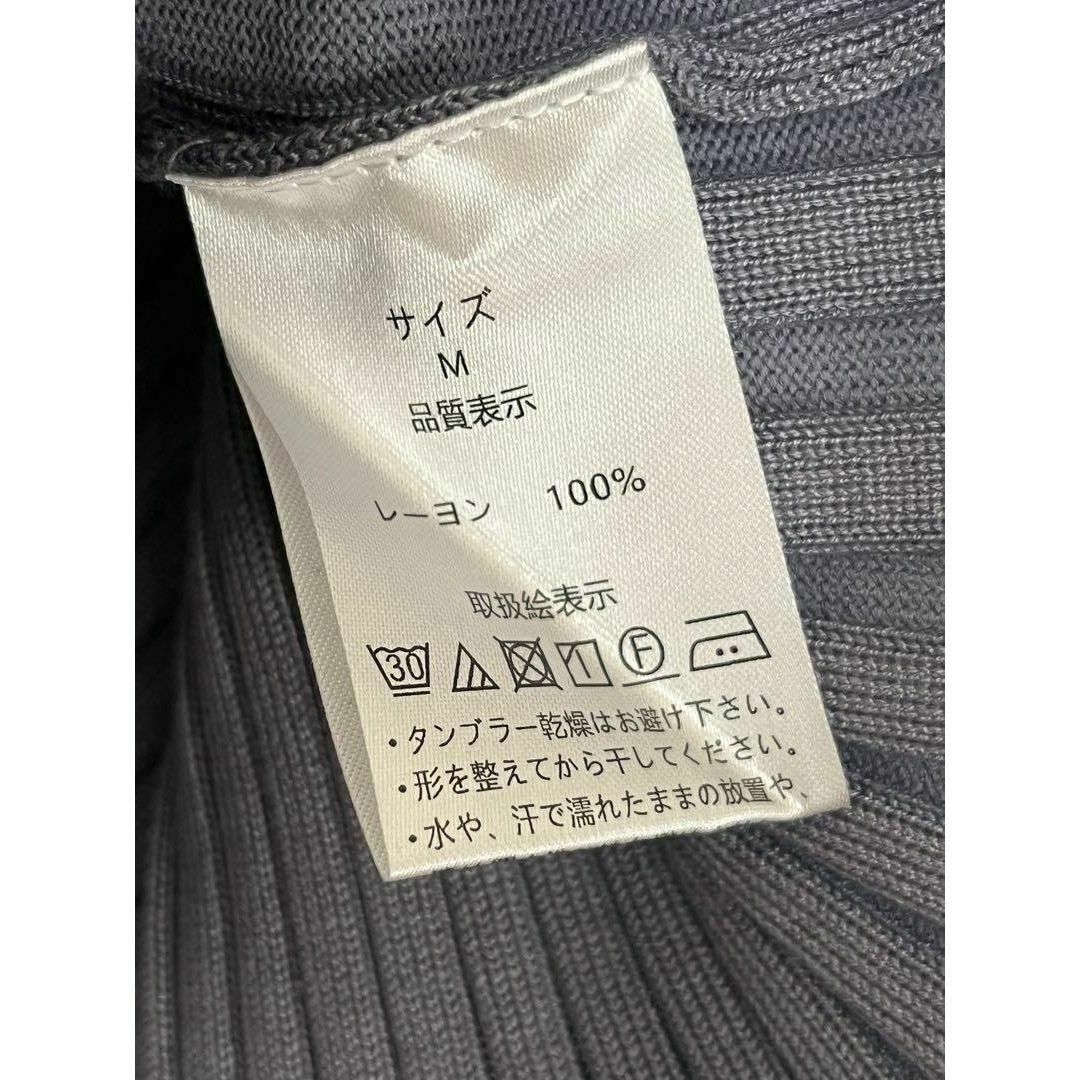 サイズ
M
品質表示
レーヨン 100%
取扱絵表示
30 F
・タンブラー乾燥はお避け下さい。
・形を整えてから干してください。
・水や、汗で濡れたままの放置や、